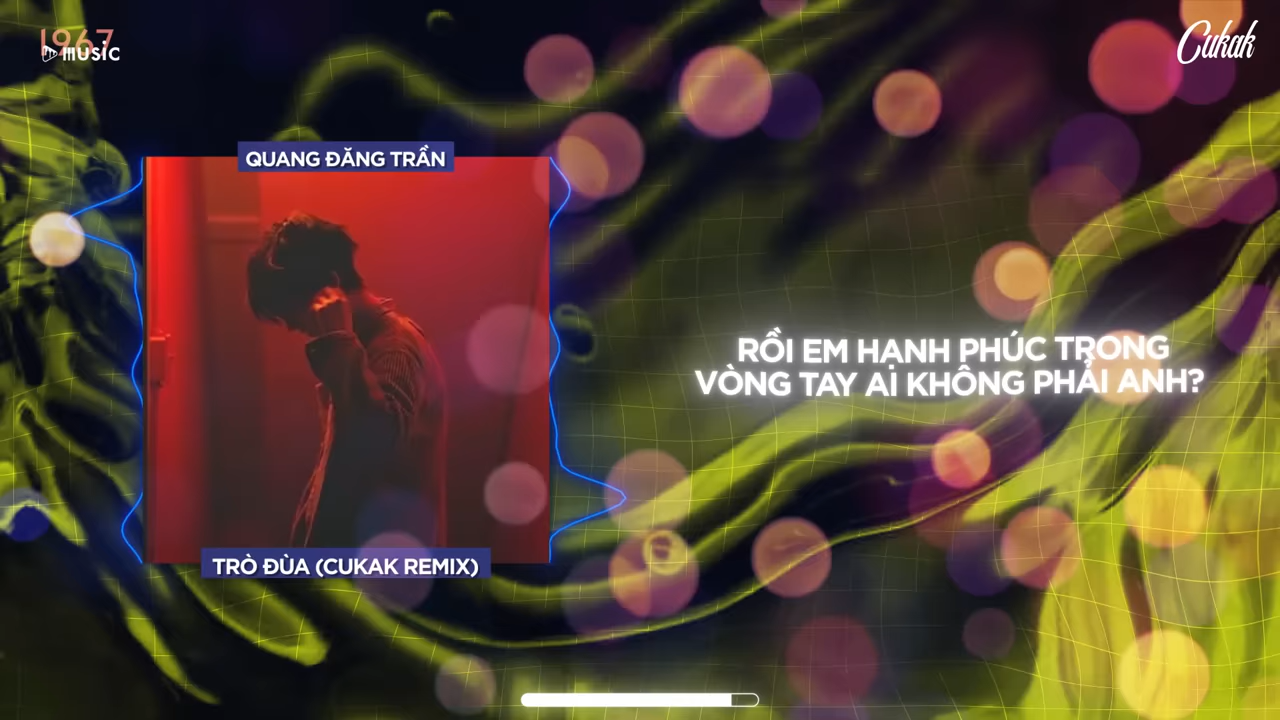 1967
MUSIC
Cukak
QUANG ĐĂNG TRẦN
RỒI EM HẠNH PHÚC TRONG
VÒNG TAY AI KHÔNG PHẢI ANH?
TRÒ ĐÙA (CUKAK REMIX)